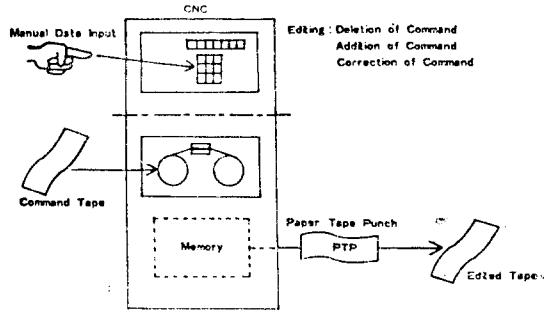 CNC
Manual Data Input
Editing: Deletion of Command
Addition of Command
Correction of Command
Command Tape
Memory
Paper Tape Punch
PTP
Edited Tape